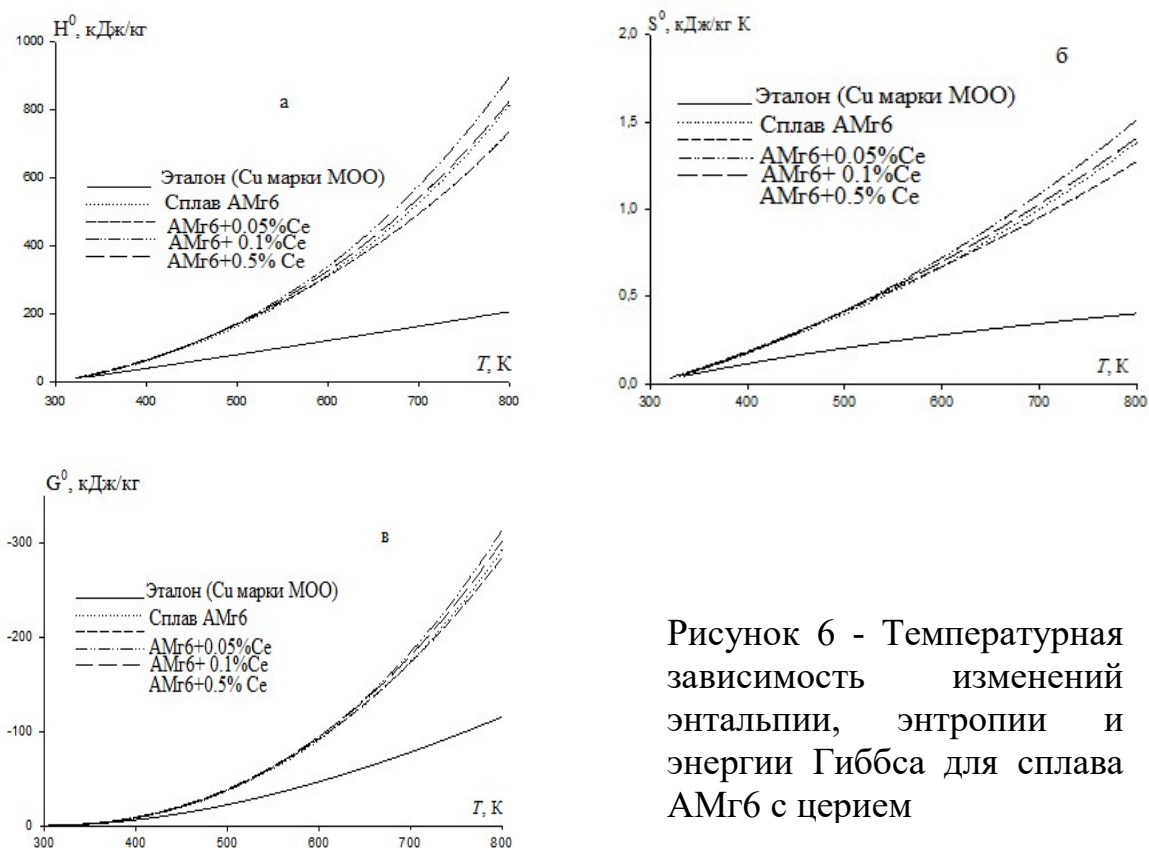 H⁰, кДж/кг
1000
800
600
400
200
0
а
Эталон (Cu марки МОО)
Сплав АМг6
АМг6+0.05%Ce
АМг6+ 0.1%Ce
АМг6+0.5% Ce
T, К
300 400 500 600 700 800
S⁰, кДж/кг К
2,0
1,5
1,0
0,5
0,0
б
Эталон (Cu марки МОО)
Сплав АМг6
АМг6+0.05%Ce
АМг6+ 0.1%Ce
АМг6+0.5% Ce
T, К
300 400 500 600 700 800
G⁰, кДж/кг
-300
-200
-100
0
в
Эталон (Cu марки МОО)
Сплав АМг6
АМг6+0.05%Ce
АМг6+ 0.1%Ce
АМг6+0.5% Ce
T, К
300 400 500 600 700 800
Рисунок 6 - Температурная
зависимость изменений
энтальпии, энтропии и
энергии Гиббса для сплава
АМг6 с церием